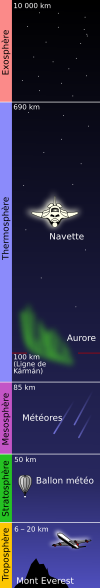 10 000 km
Exosphère
690 km
Thermosphère
Navette
Aurore
100 km
(Ligne de
Kármán)
85 km
Mésosphère
Météores
50 km
Stratosphère
Ballon météo
6 – 20 km
Troposphère
Mont Everest